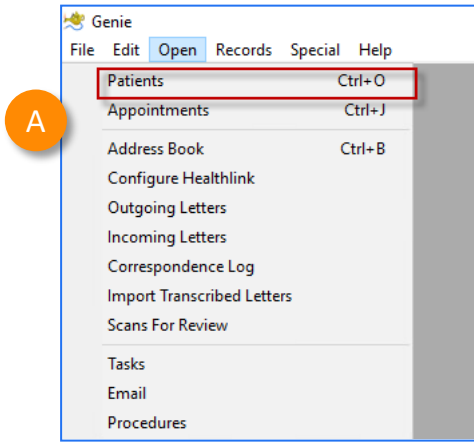 Genie
File Edit Open Records Special Help
Patients Ctrl+O
A
Appointments Ctrl+J
Address Book Ctrl+B
Configure Healthlink
Outgoing Letters
Incoming Letters
Correspondence Log
Import Transcribed Letters
Scans For Review
Tasks
Email
Procedures